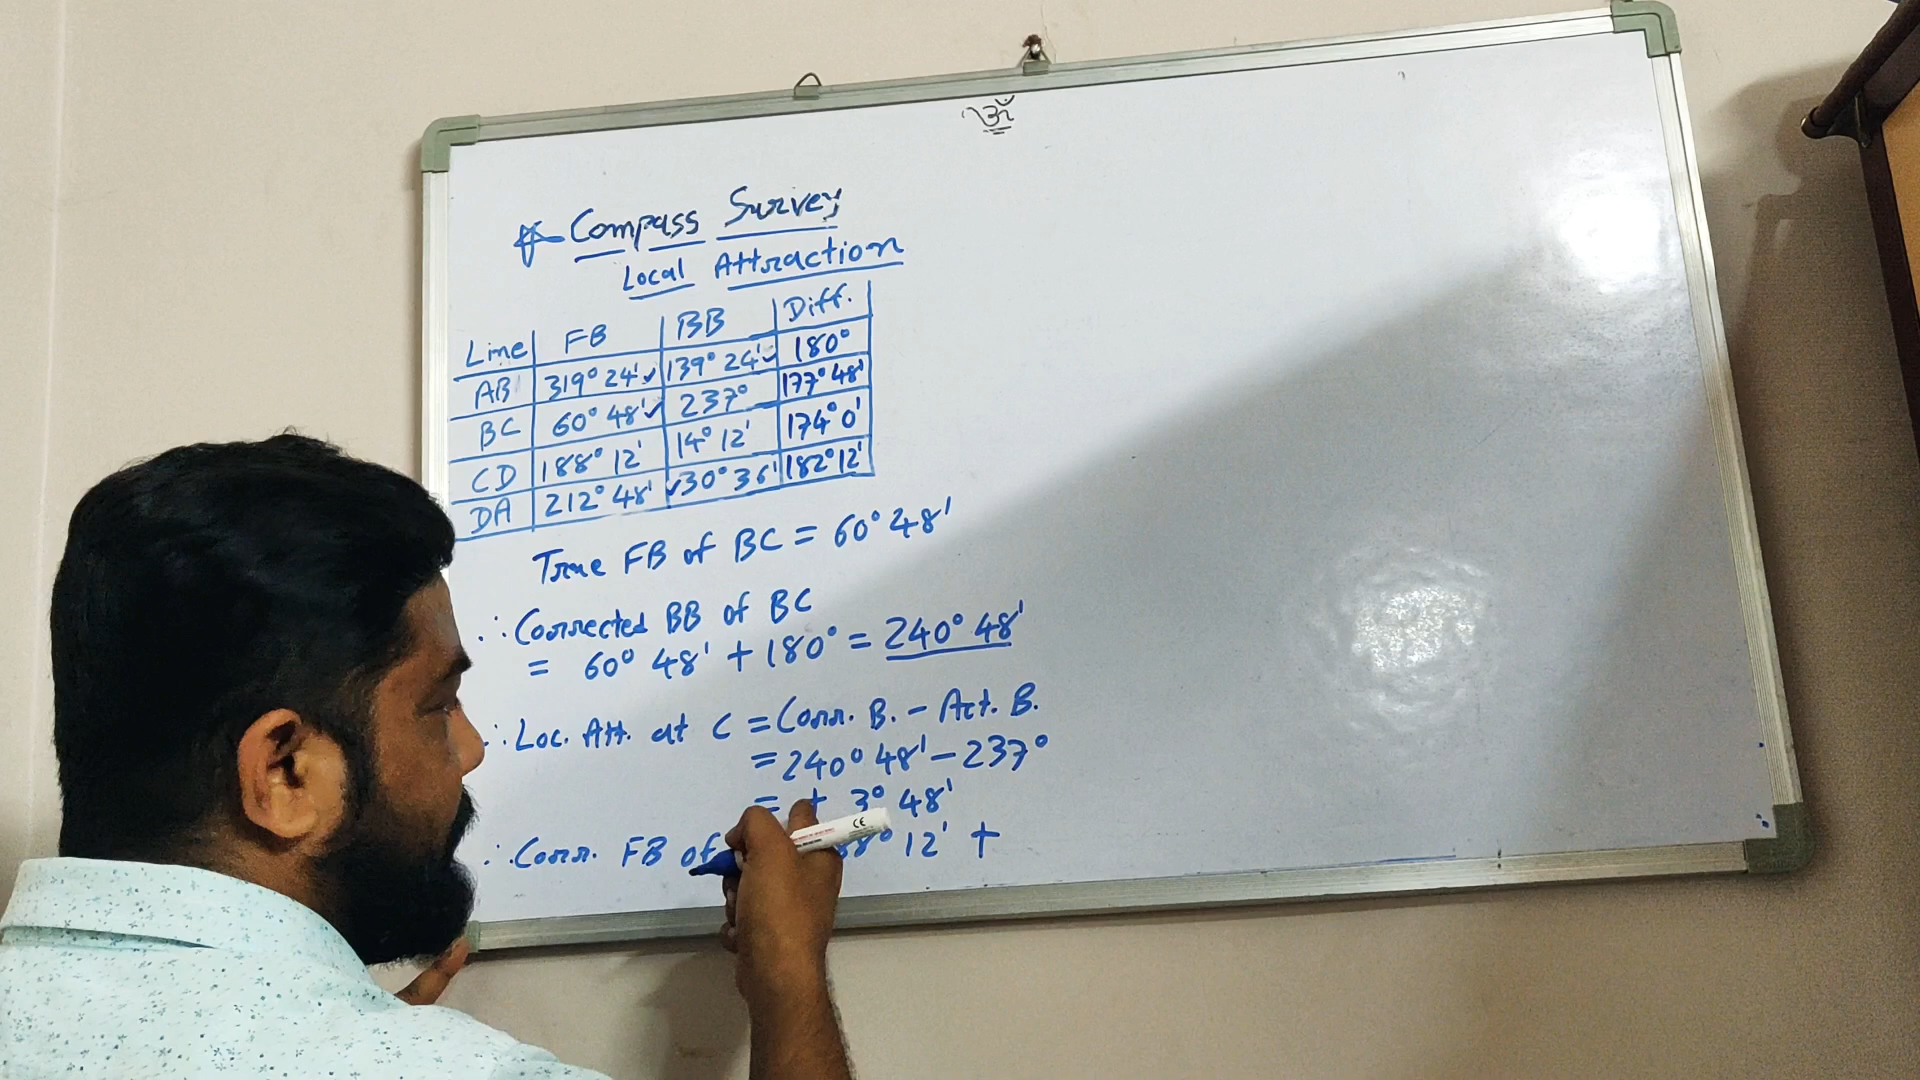 ॐ
Compass Survey
Local Attraction
Line FB BB Diff.
AB 319° 24' ✓ 139° 24' ✓ 180°
BC 60° 48' ✓ 237° 177° 48'
CD 188° 12' 14° 12' 174° 0'
DA 212° 48' ✓ 30° 36' 182° 12'
True FB of BC = 60° 48'
∴ Corrected BB of BC
= 60° 48' + 180° = 240° 48'
∴ Loc. Att. at C = Corr. B. - Act. B.
= 240° 48' - 237°
= + 3° 48'
∴ Corr. FB of 12' +